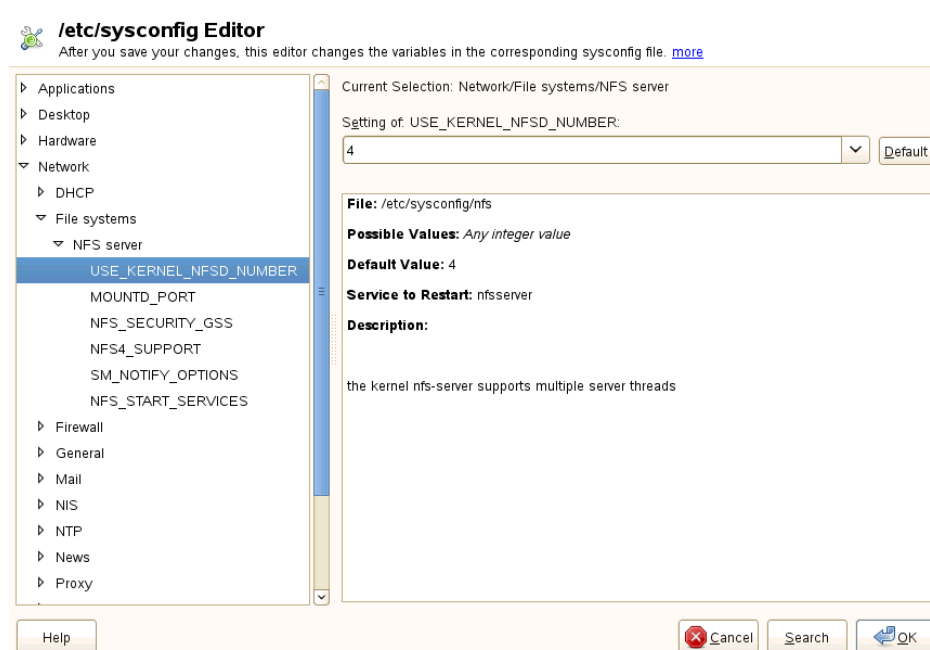 /etc/sysconfig Editor
After you save your changes, this editor changes the variables in the corresponding sysconfig file. more
Applications
Desktop
Hardware
Network
DHCP
File systems
NFS server
USE_KERNEL_NFSD_NUMBER
MOUNTD_PORT
NFS_SECURITY_GSS
NFS4_SUPPORT
SM_NOTIFY_OPTIONS
NFS_START_SERVICES
Firewall
General
Mail
NIS
NTP
News
Proxy
Current Selection: Network/File systems/NFS server
Setting of: USE_KERNEL_NFSD_NUMBER:
4
Default
File: /etc/sysconfig/nfs
Possible Values: Any integer value
Default Value: 4
Service to Restart: nfsserver
Description:
the kernel nfs-server supports multiple server threads
Help
Cancel
Search
OK